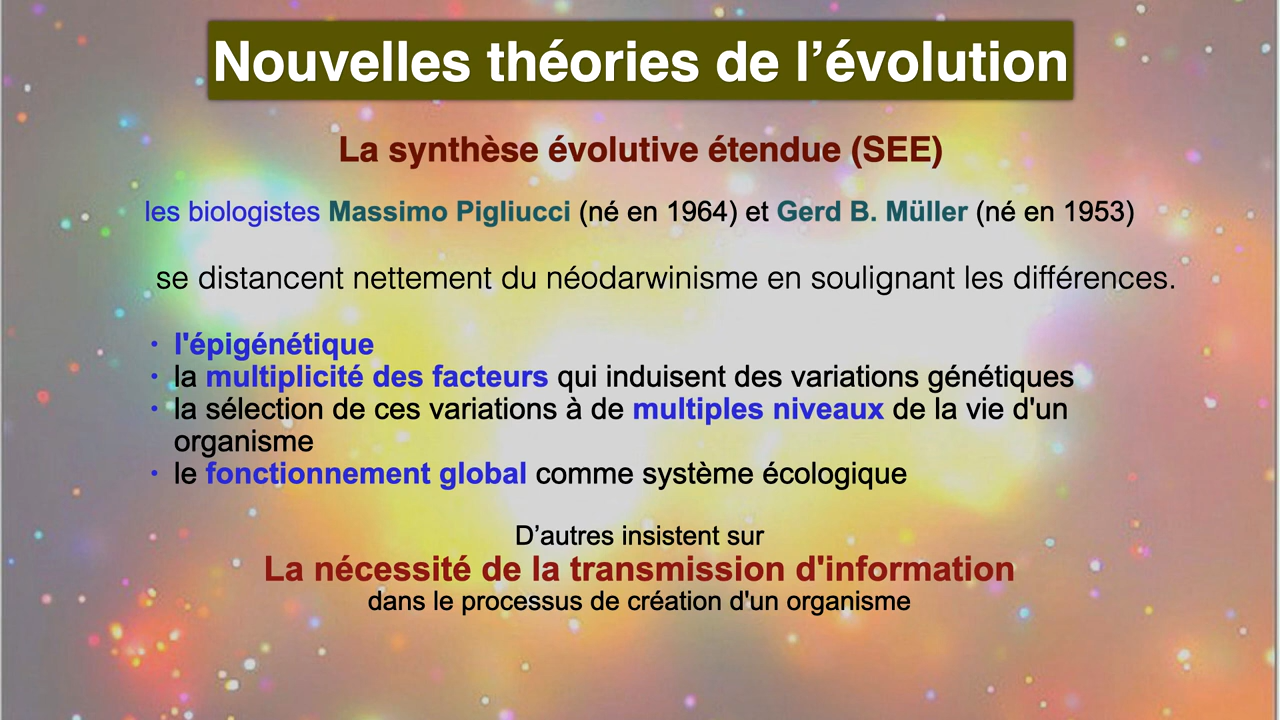 Nouvelles théories de l’évolution
La synthèse évolutive étendue (SEE)
les biologistes Massimo Pigliucci (né en 1964) et Gerd B. Müller (né en 1953)
se distancent nettement du néodarwinisme en soulignant les différences.
• l'épigénétique
• la multiplicité des facteurs qui induisent des variations génétiques
• la sélection de ces variations à de multiples niveaux de la vie d'un
organisme
• le fonctionnement global comme système écologique
D’autres insistent sur
La nécessité de la transmission d'information
dans le processus de création d'un organisme